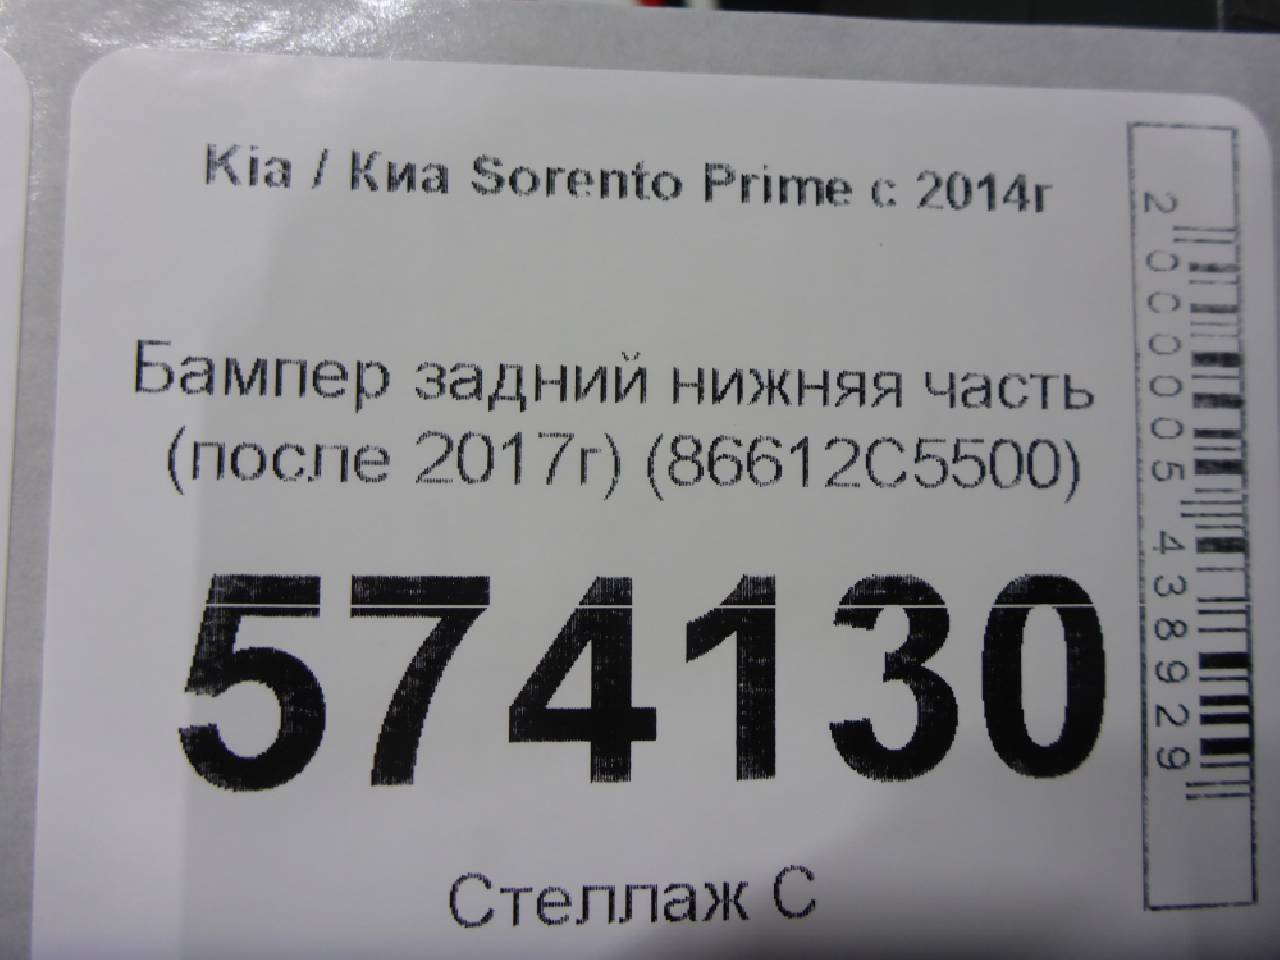 Kia / Киа Sorento Prime с 2014г
Бампер задний нижняя часть
(после 2017г) (86612C5500)
574130
Стеллаж С
2000005438929